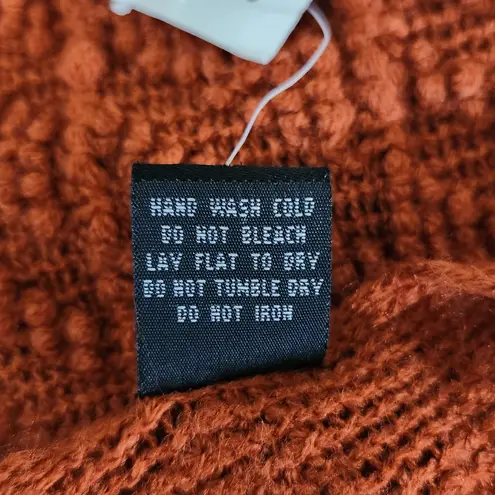 HAND WASH COLD
DO NOT BLEACH
LAY FLAT TO DRY
DO NOT TUMBLE DRY
DO NOT IRON